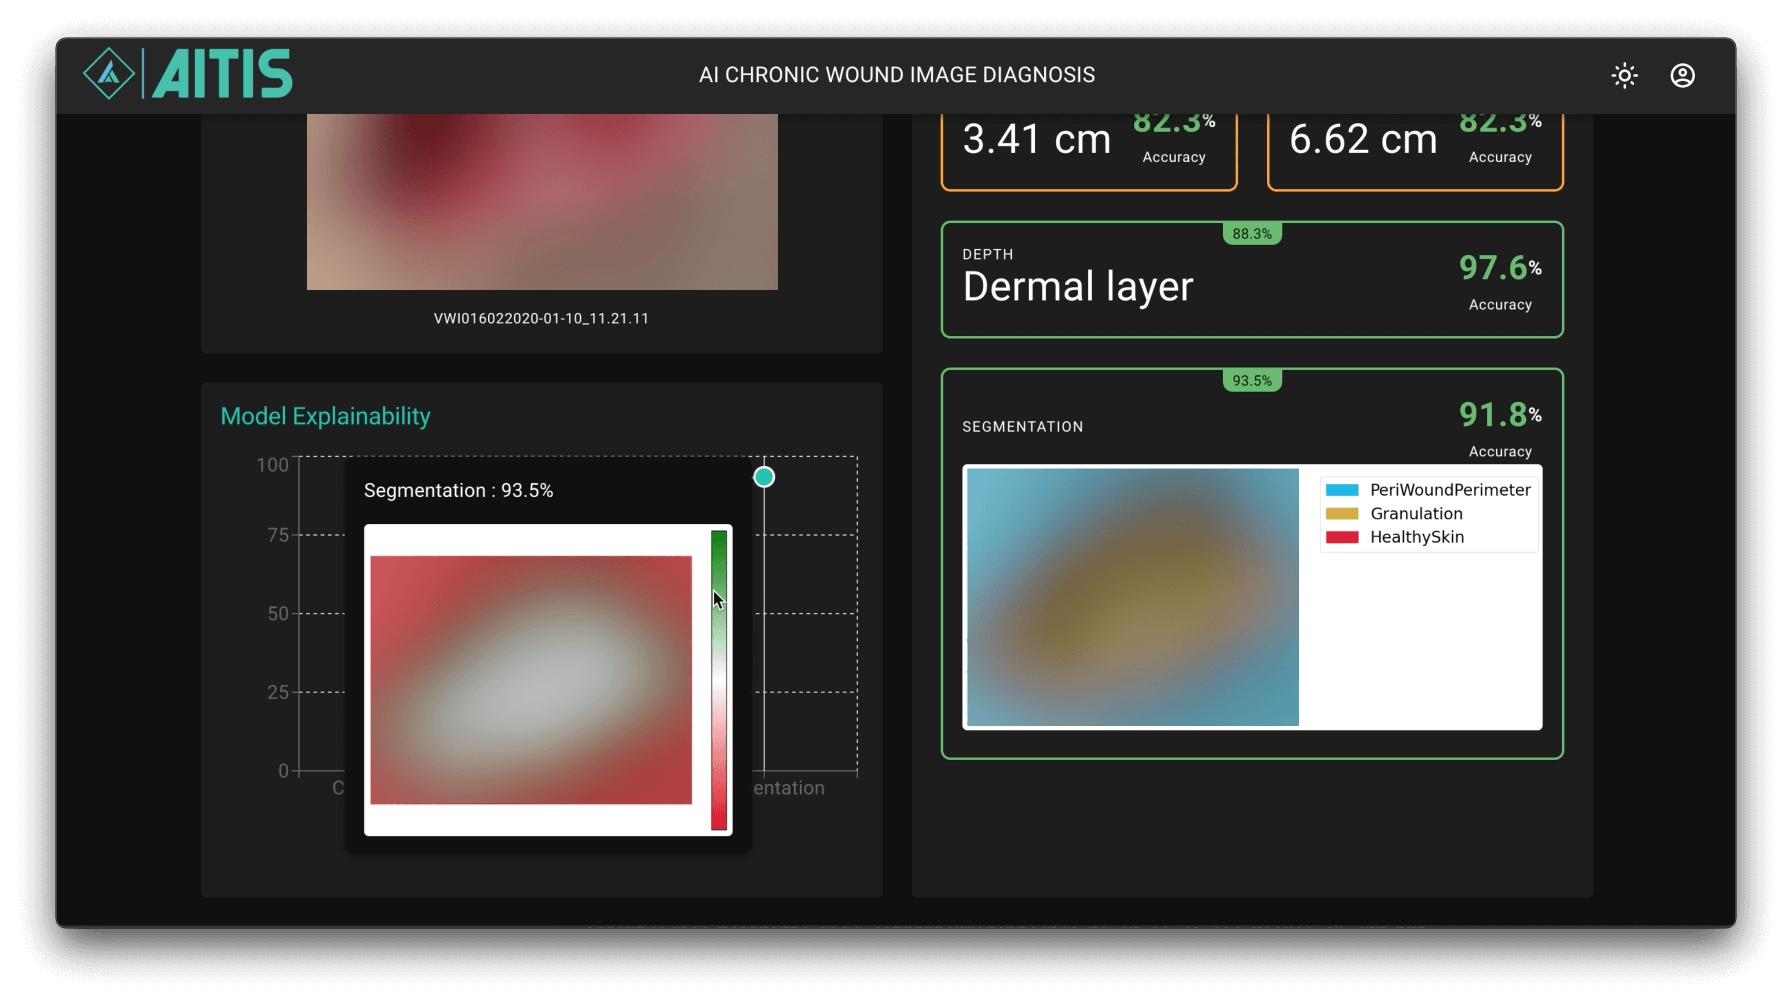 AITIS
AI CHRONIC WOUND IMAGE DIAGNOSIS
VWI016022020-01-10_11.21.11
Model Explainability
100
75
50
25
0
C
entation
Segmentation : 93.5%
3.41 cm
82.3%
Accuracy
6.62 cm
82.3%
Accuracy
88.3%
DEPTH
Dermal layer
97.6%
Accuracy
93.5%
SEGMENTATION
91.8%
Accuracy
PeriWoundPerimeter
Granulation
HealthySkin